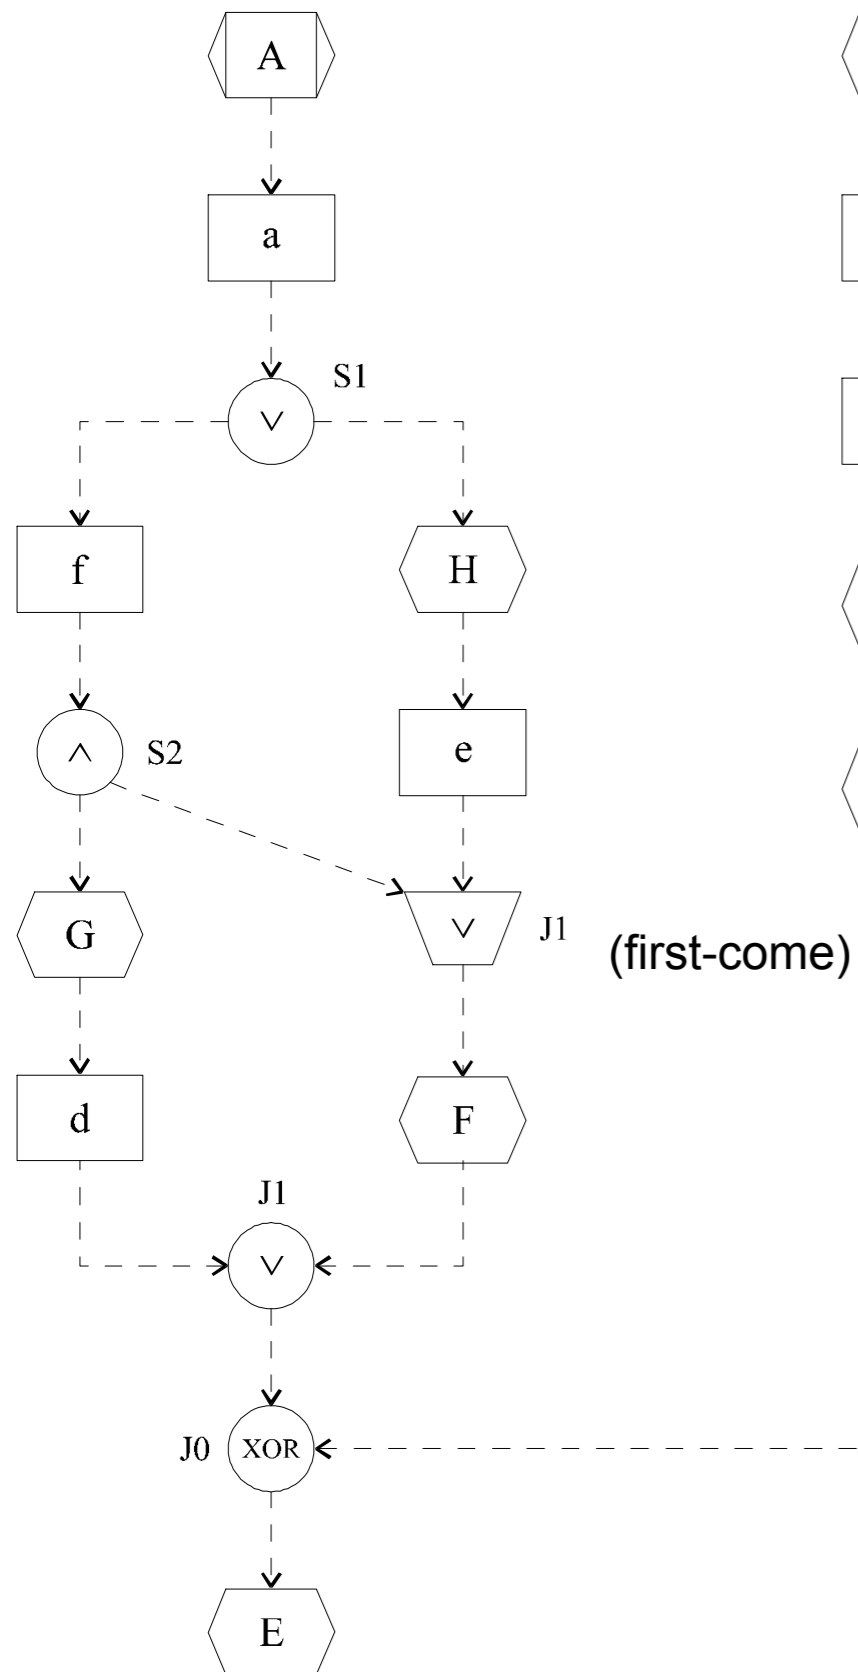 A
a
S1
∨
f
H
∧
S2
e
G
∨
J1
(first-come)
d
F
J1
∨
J0
XOR
E